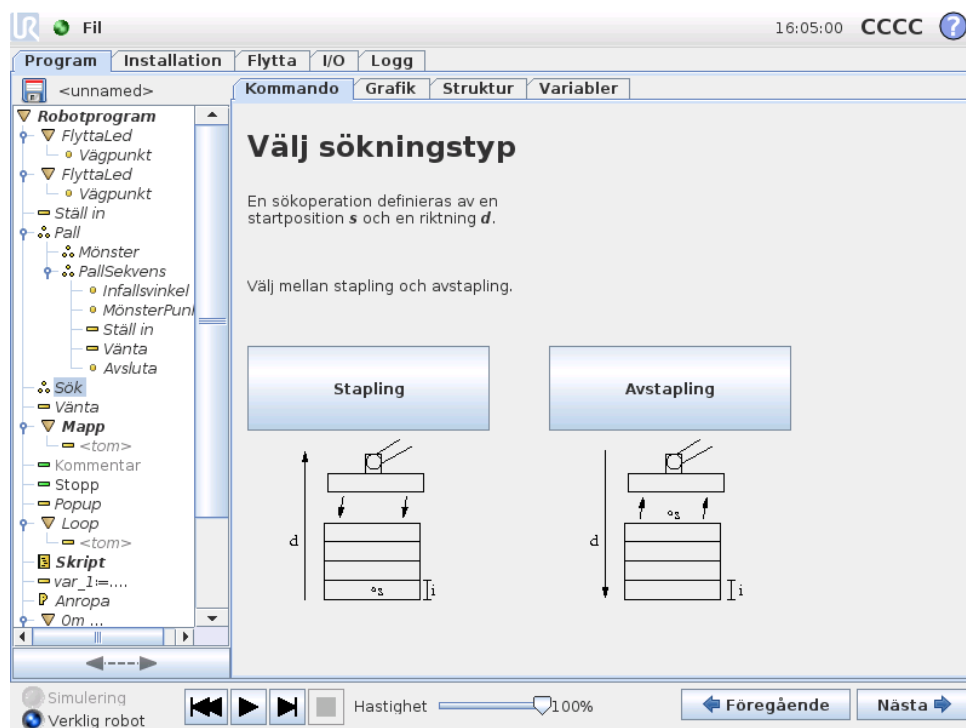 UR Fil 16:05:00 CCCC ?
Program Installation Flytta I/O Logg
<unnamed>
Kommando Grafik Struktur Variabler
Robotprogram
FlyttaLed
Vägpunkt
FlyttaLed
Vägpunkt
Ställ in
Pall
Mönster
PallSekvens
Infallsvinkel
MönsterPun
Ställ in
Vänta
Avsluta
Sök
Vänta
Mapp
<tom>
Kommentar
Stopp
Popup
Loop
<tom>
Skript
var_1:=....
Anropa
Om ...
Välj sökningstyp
En sökoperation definieras av en
startposition s och en riktning d.
Välj mellan stapling och avstapling.
Stapling
Avstapling
d
s
i
d
s
i
Simulering
Verklig robot
Hastighet 100%
Föregående
Nästa